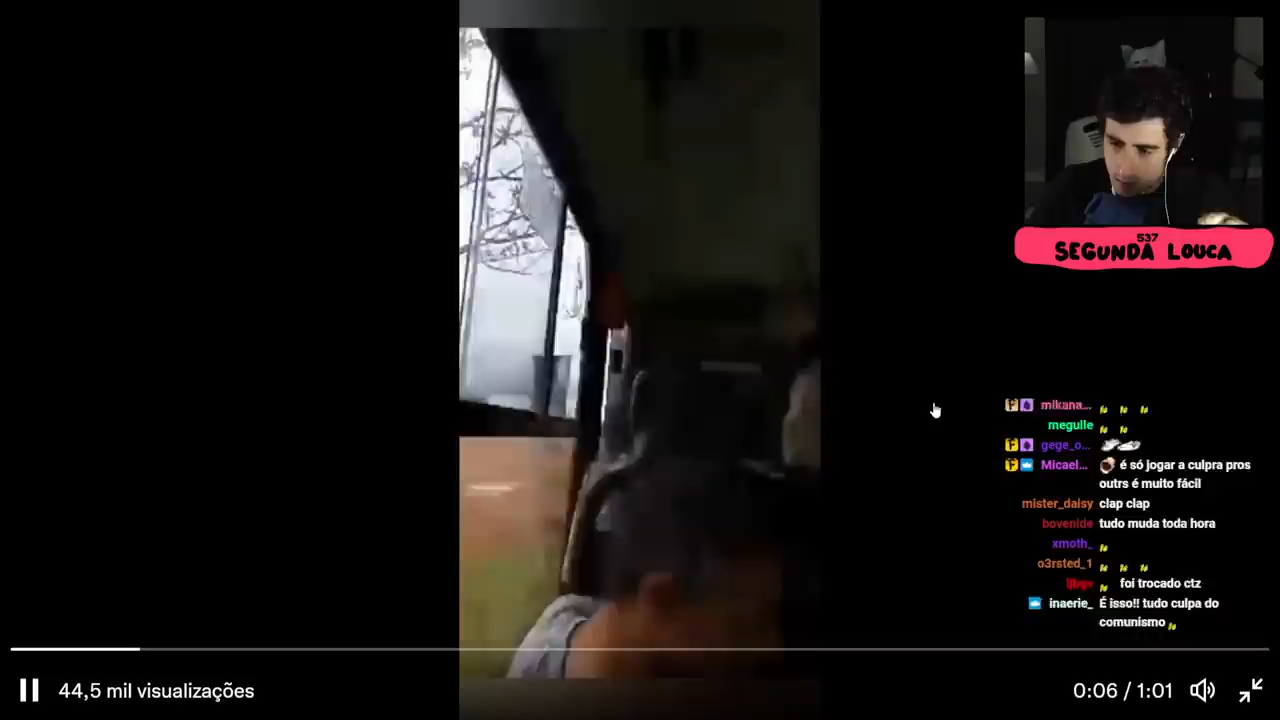 537
SEGUNDA LOUCA
mikana...
megulle
gege_o...
Micael... é só jogar a culpra pros
outrs é muito fácil
mister_daisy clap clap
bovenide tudo muda toda hora
xmoth_
o3rsted_1
foi trocado ctz
inaerie_ É isso!! tudo culpa do
comunismo
44,5 mil visualizações
0:06 / 1:01